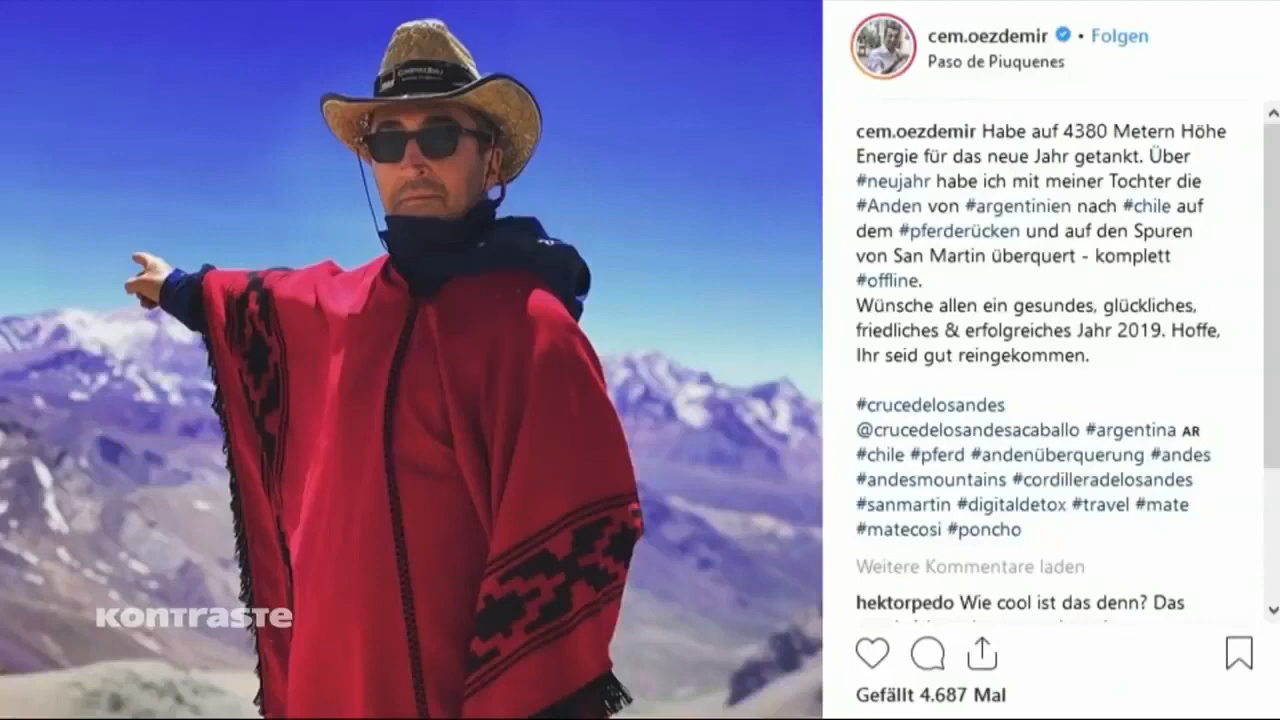 cem.oezdemir • Folgen
Paso de Piuquenes
cem.oezdemir Habe auf 4380 Metern Höhe
Energie für das neue Jahr getankt. Über
#neujahr habe ich mit meiner Tochter die
#Anden von #argentinien nach #chile auf
dem #pferderücken und auf den Spuren
von San Martin überquert - komplett
#offline.
Wünsche allen ein gesundes, glückliches,
friedliches & erfolgreiches Jahr 2019. Hoffe,
Ihr seid gut reingekommen.
#crucedelosandes
@crucedelosandesacaballo #argentina AR
#chile #pferd #andenüberquerung #andes
#andesmountains #cordilleradelosandes
#sanmartin #digitaldetox #travel #mate
#matecosi #poncho
Weitere Kommentare laden
hektorpedo Wie cool ist das denn? Das
Gefällt 4.687 Mal
KONTRASTE